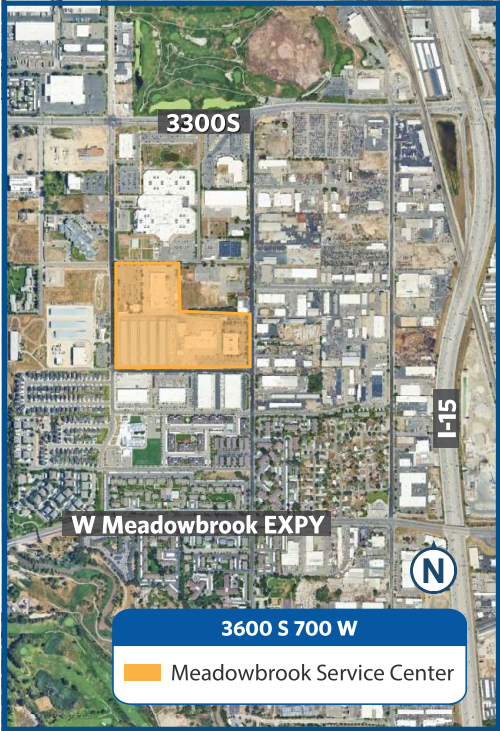 3300S
I-15
W Meadowbrook EXPY
N
3600 S 700 W
Meadowbrook Service Center